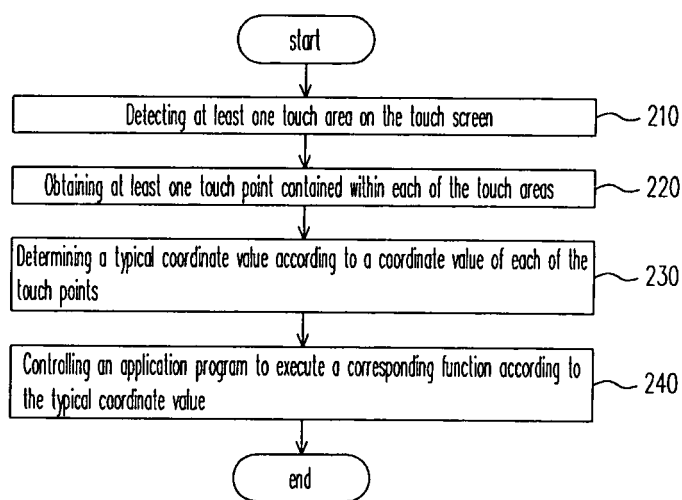 start
Detecting at least one touch area on the touch screen
210
Obtaining at least one touch point contained within each of the touch areas
220
Determining a typical coordinate value according to a coordinate value of each of the
touch points
230
Controlling an application program to execute a corresponding function according to
the typical coordinate value
240
end